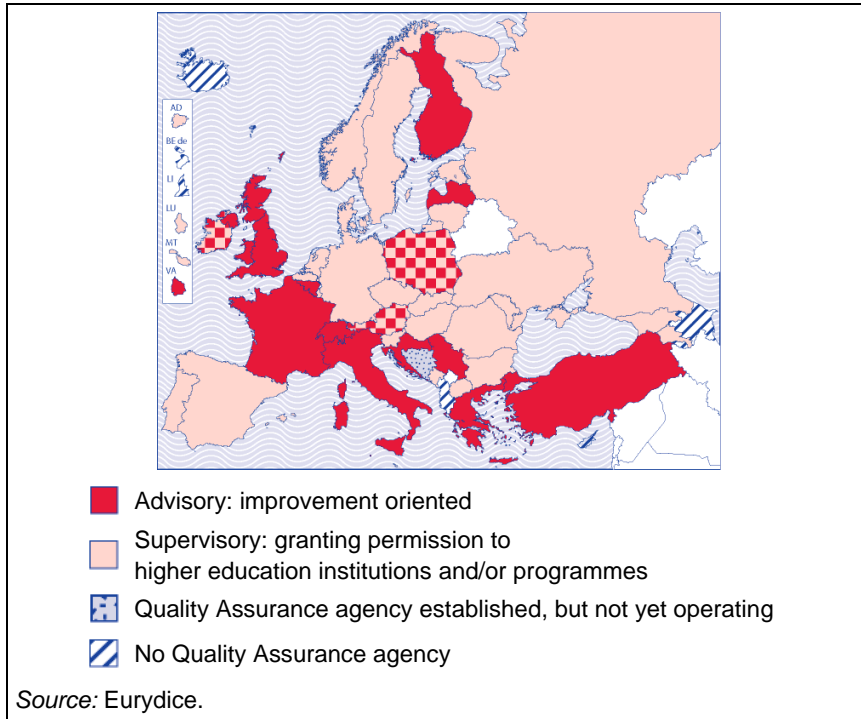 AD
BE de
LI
LU
MT
VA
Advisory: improvement oriented
Supervisory: granting permission to
higher education institutions and/or programmes
Quality Assurance agency established, but not yet operating
No Quality Assurance agency
Source: Eurydice.